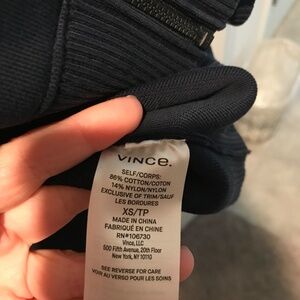 VINCE.
SELF/CORPS:
86% COTTON/COTON
14% NYLON/NYLON
EXCLUSIVE OF TRIM/SAUF
LES BORDURES
XS/TP
MADE IN CHINA
FABRIQUÉ EN CHINE
RN#106730
Vince, LLC
500 Fifth Avenue, 20th Floor
New York, NY 10110
SEE REVERSE FOR CARE
VOIR AU VERSO POUR LES SOINS